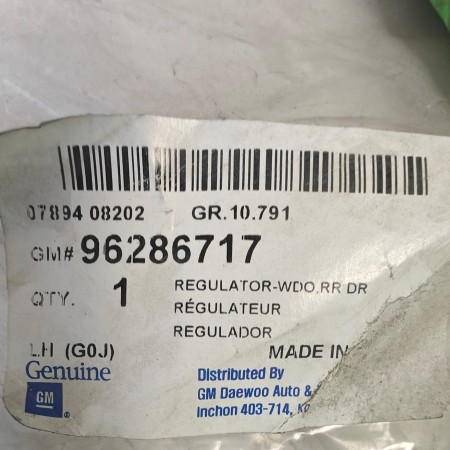 07894 08202 GR.10.791
GM# 96286717
QTY. 1 REGULATOR-WDO,RR DR
RÉGULATEUR
REGULADOR
LH (G0J) MADE IN
Genuine
GM
Distributed By
GM Daewoo Auto &
Inchon 403-714,